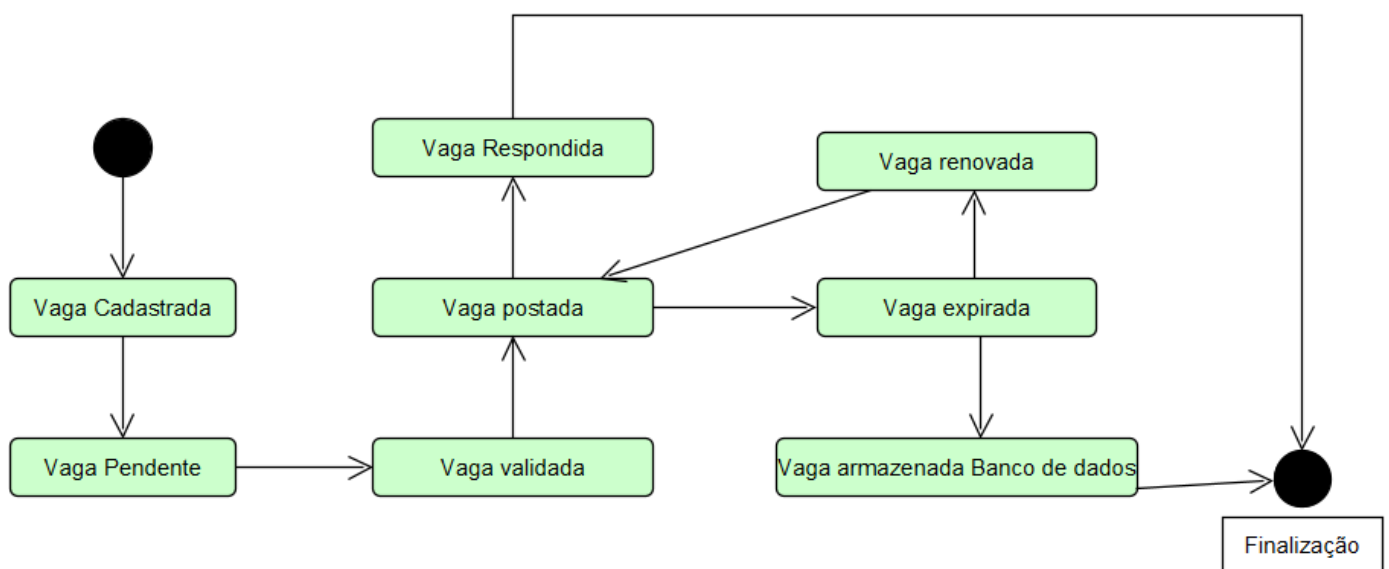 Vaga Respondida
Vaga renovada
Vaga Cadastrada
Vaga postada
Vaga expirada
Vaga Pendente
Vaga validada
Vaga armazenada Banco de dados
Finalização